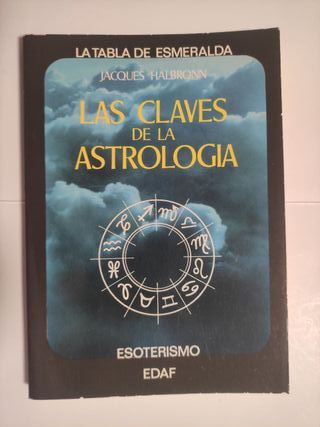 LA TABLA DE ESMERALDA
JACQUES HALBRONN
LAS CLAVES
DE LA
ASTROLOGIA
ESOTERISMO
EDAF